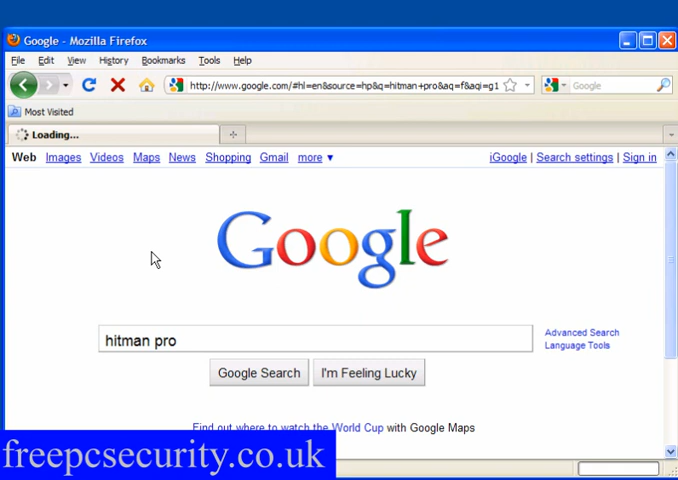 Google - Mozilla Firefox
File Edit View History Bookmarks Tools Help
http://www.google.com/#hl=en&source=hp&q=hitman+pro&aq=f&aqi=g1 Google
Most Visited
Loading...
Web Images Videos Maps News Shopping Gmail more ▼ iGoogle | Search settings | Sign in
Google
hitman pro
Advanced Search
Language Tools
Google Search I'm Feeling Lucky
Find out where to watch the World Cup with Google Maps
freepcsecurity.co.uk